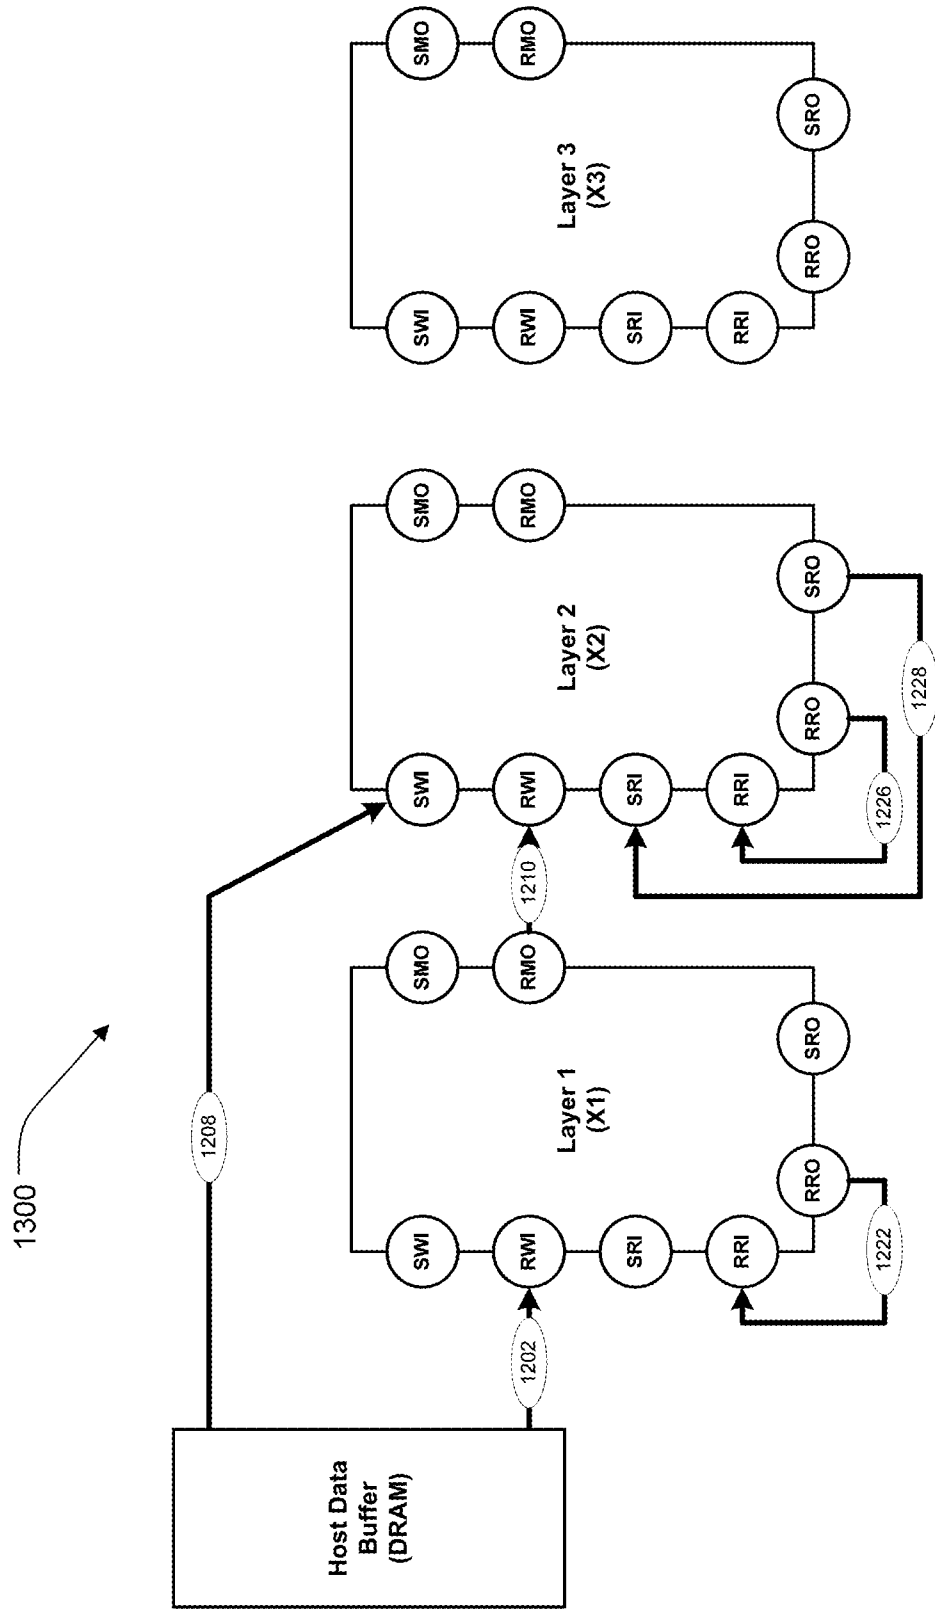 1300
Host Data
Buffer
(DRAM)
1208
1202
SWI
RWI
SRI
RRI
Layer 1
(X1)
SMO
RMO
RRO
SRO
1222
1210
SWI
RWI
SRI
RRI
Layer 2
(X2)
SMO
RMO
RRO
SRO
1226
1228
SWI
RWI
SRI
RRI
Layer 3
(X3)
SMO
RMO
RRO
SRO